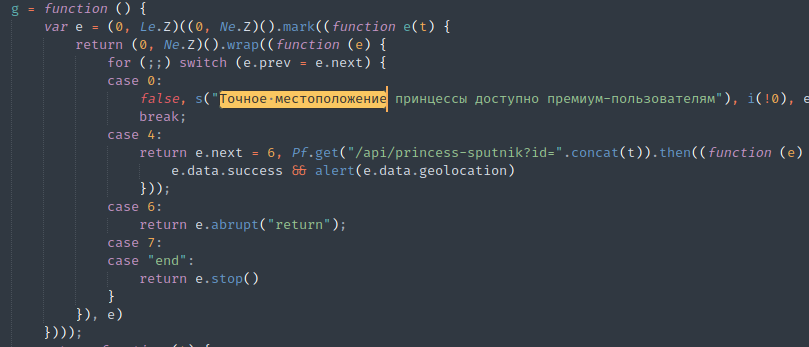 g = function () {
var e = (0, Le.Z)((0, Ne.Z)().mark((function e(t) {
return (0, Ne.Z)().wrap((function (e) {
for (;;) switch (e.prev = e.next) {
case 0:
false, s("Точное·местоположение принцессы доступно премиум-пользователям"), i(!0), e
break;
case 4:
return e.next = 6, Pf.get("/api/princess-sputnik?id=".concat(t)).then((function (e)
e.data.success && alert(e.data.geolocation)
}));
case 6:
return e.abrupt("return");
case 7:
case "end":
return e.stop()
}
}), e)
})));